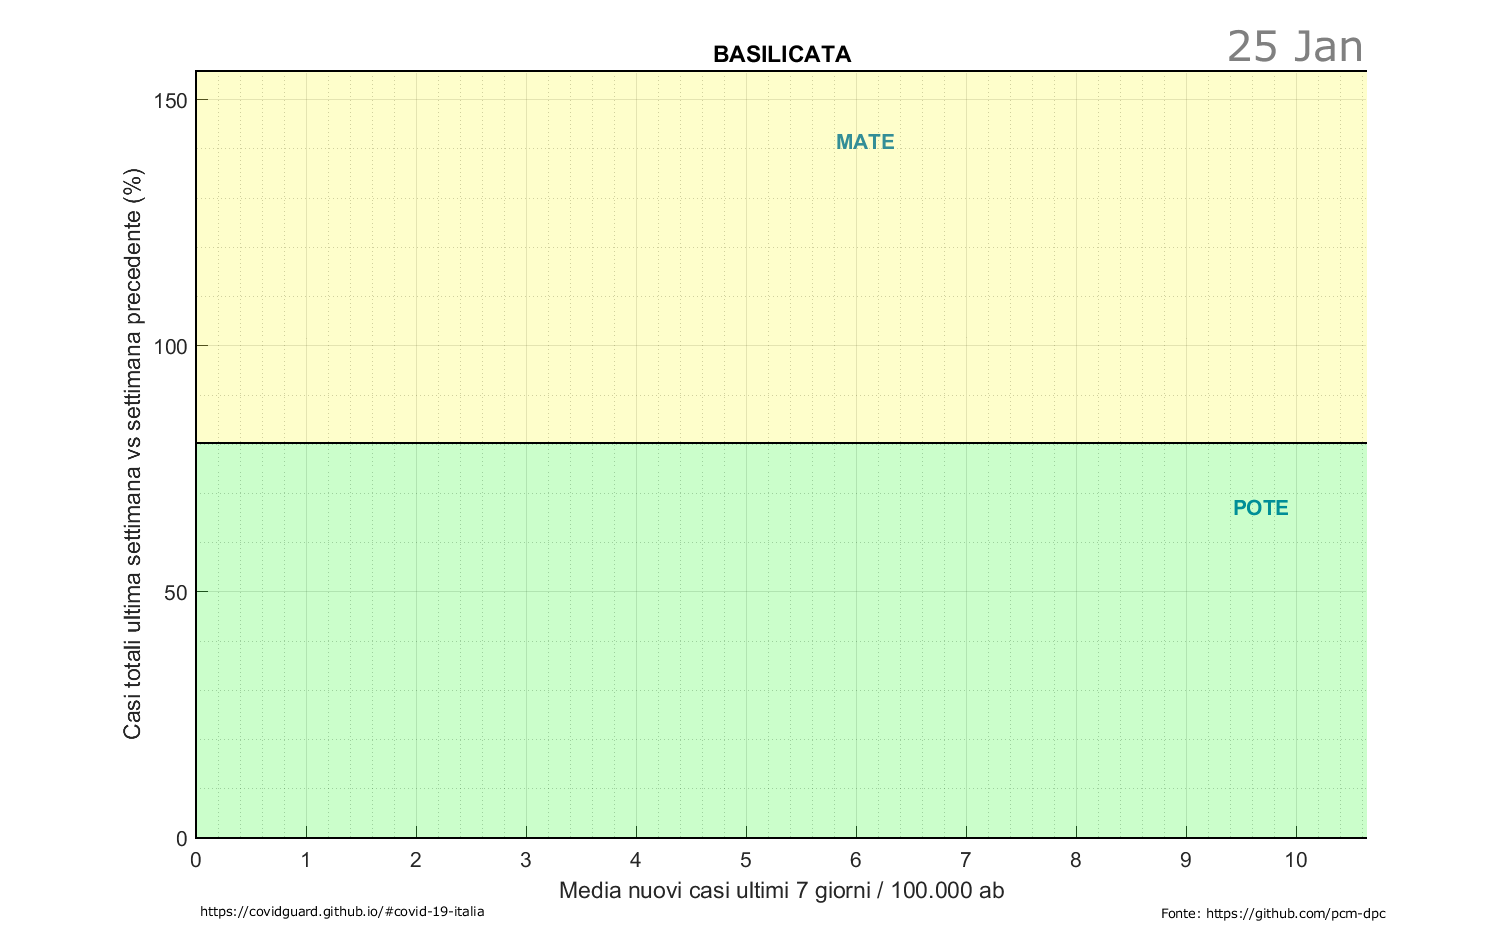 25 Jan
BASILICATA
150
MATE
100
POTE
50
0
0 1 2 3 4 5 6 7 8 9 10
Casi totali ultima settimana vs settimana precedente (%)
Media nuovi casi ultimi 7 giorni / 100.000 ab
https://covidguard.github.io/#covid-19-italia
Fonte: https://github.com/pcm-dpc